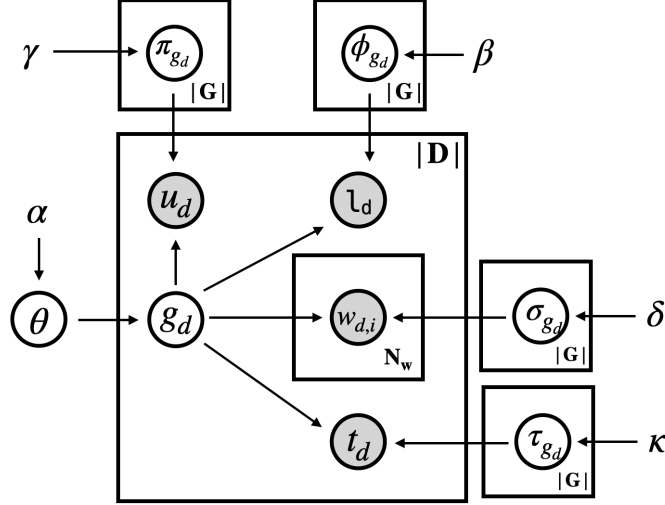 γ
π_{g_d}
|G|
ϕ_{g_d}
|G|
β
|D|
u_d
l_d
α
θ
g_d
w_{d,i}
N_w
σ_{g_d}
|G|
δ
t_d
τ_{g_d}
|G|
κ